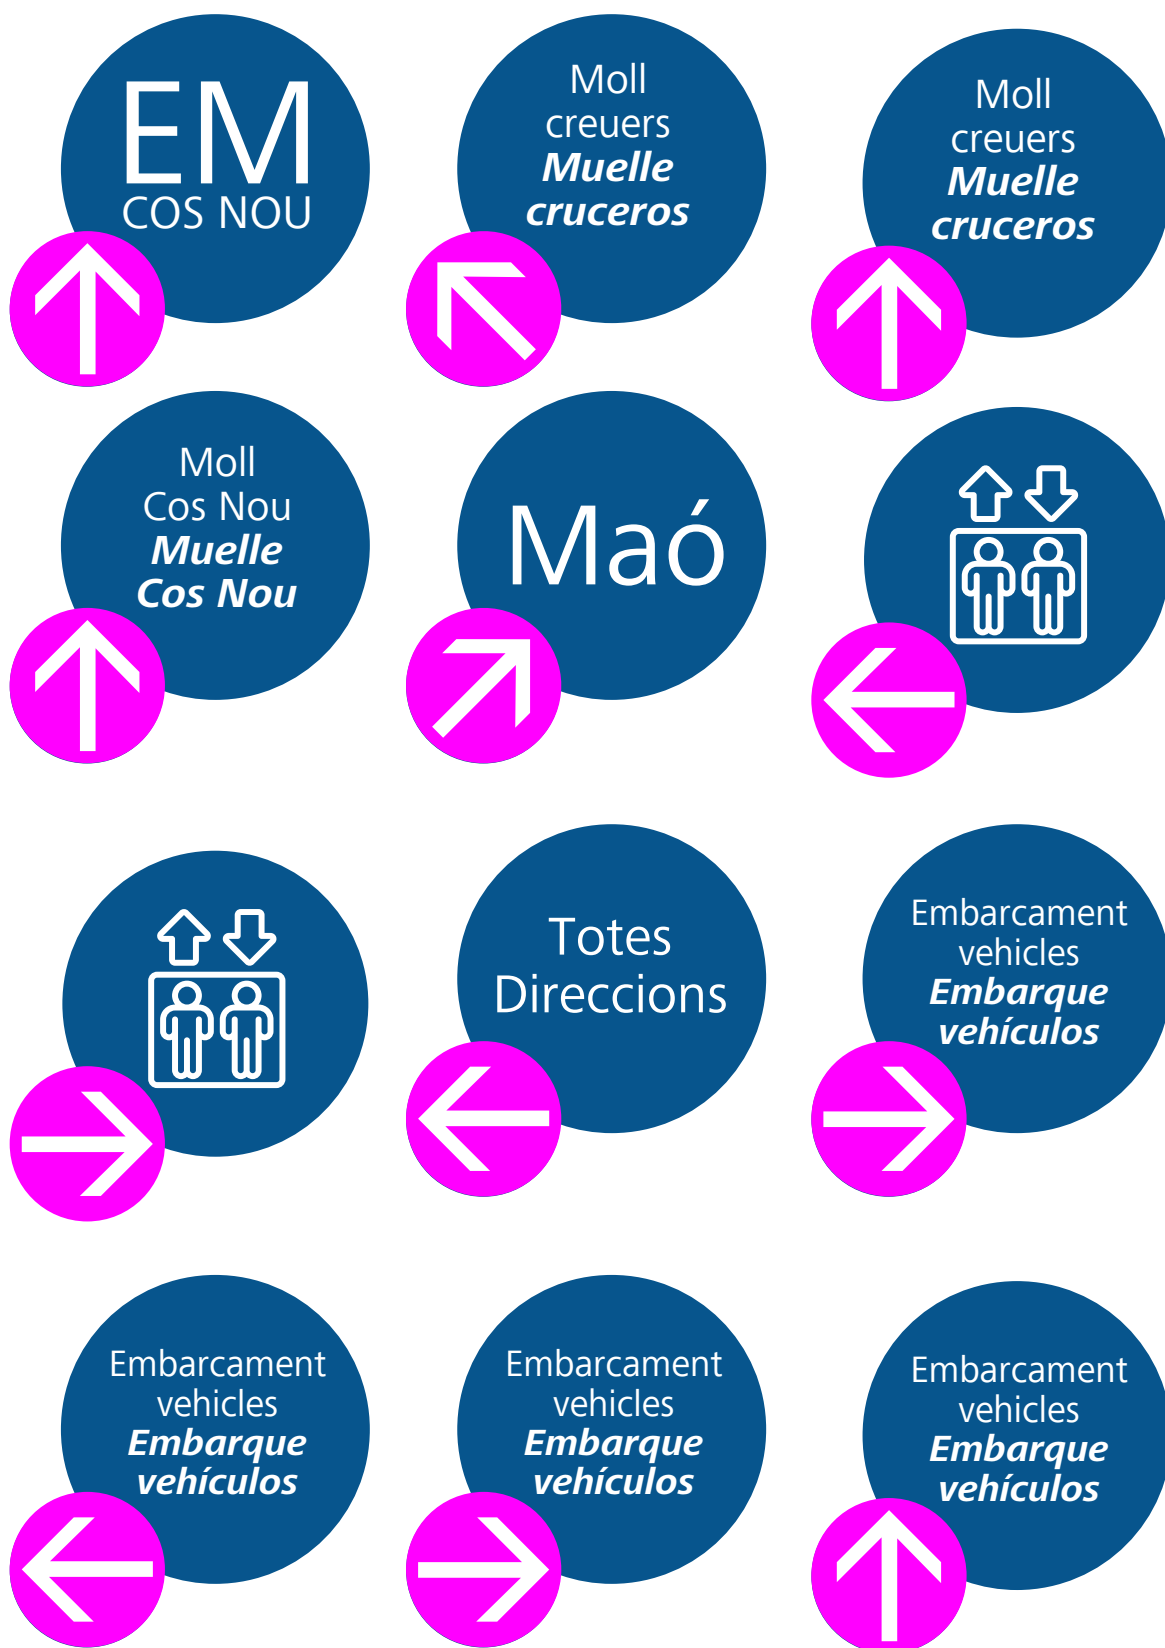 EM
COS NOU
Moll
creuers
Muelle
cruceros
Moll
creuers
Muelle
cruceros
Moll
Cos Nou
Muelle
Cos Nou
Maó
Totes
Direccions
Embarcament
vehicles
Embarque
vehículos
Embarcament
vehicles
Embarque
vehículos
Embarcament
vehicles
Embarque
vehículos
Embarcament
vehicles
Embarque
vehículos